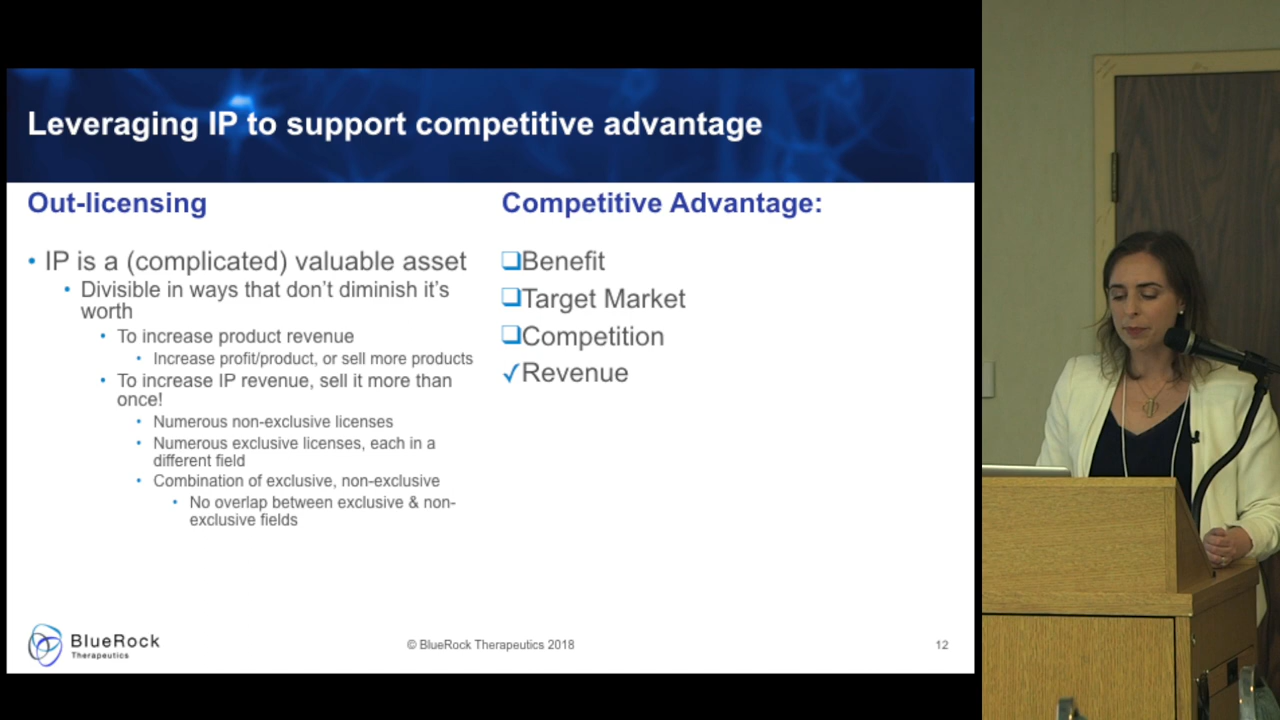 Leveraging IP to support competitive advantage
Out-licensing
• IP is a (complicated) valuable asset
• Divisible in ways that don’t diminish it’s
worth
• To increase product revenue
• Increase profit/product, or sell more products
• To increase IP revenue, sell it more than
once!
• Numerous non-exclusive licenses
• Numerous exclusive licenses, each in a
different field
• Combination of exclusive, non-exclusive
• No overlap between exclusive & non-
exclusive fields
Competitive Advantage:
❑Benefit
❑Target Market
❑Competition
✓Revenue
BlueRock
Therapeutics
© BlueRock Therapeutics 2018
12